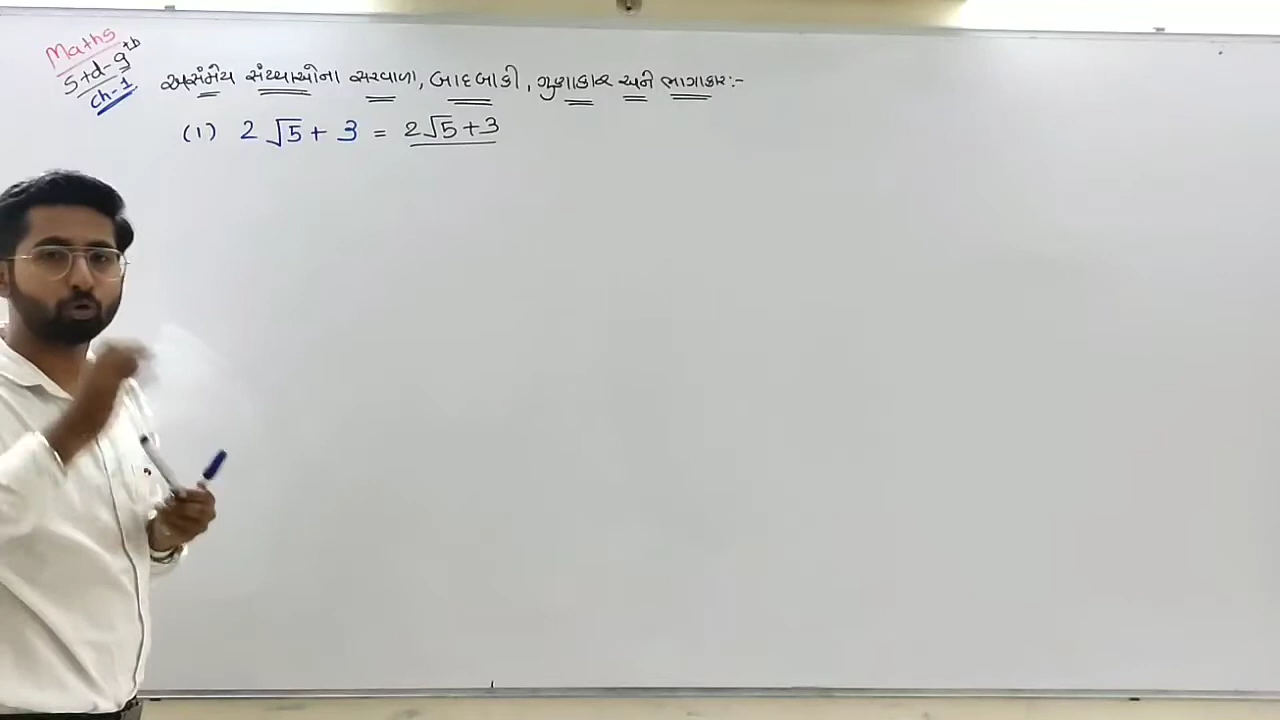 Maths
Std-9th
ch-1
અસંમેય સંખ્યાઓના સરવાળા, બાદબાકી, ગુણાકાર અને ભાગાકાર:-
(1) 2√5 + 3 = 2√5 + 3